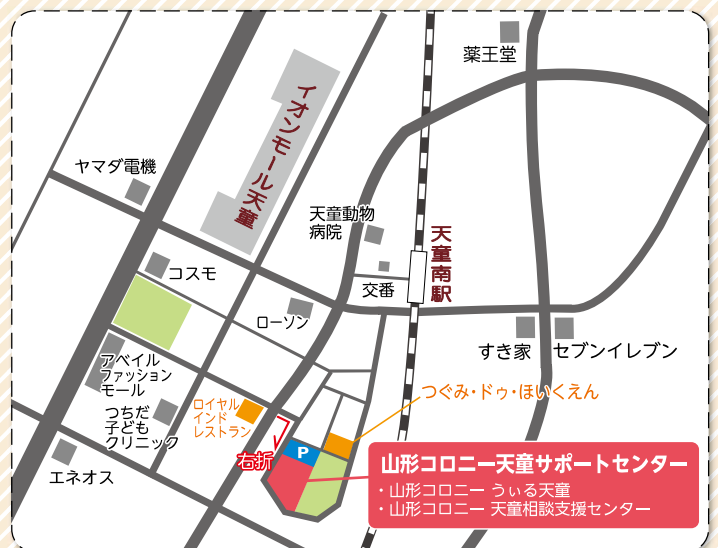 薬王堂
イオンモール天童
ヤマダ電機
天童動物
病院
天童南駅
コスモ
交番
ローソン
すき家
セブンイレブン
アベイル
ファッション
モール
つぐみ・ドゥ・ほいくえん
ロイヤル
インド
レストラン
つちだ
子ども
クリニック
右折
P
エネオス
山形コロニー天童サポートセンター
・山形コロニー うぃる天童
・山形コロニー 天童相談支援センター